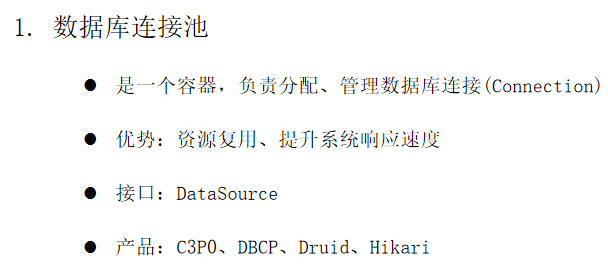 1. 数据库连接池
● 是一个容器，负责分配、管理数据库连接(Connection)
● 优势：资源复用、提升系统响应速度
● 接口：DataSource
● 产品：C3P0、DBCP、Druid、Hikari